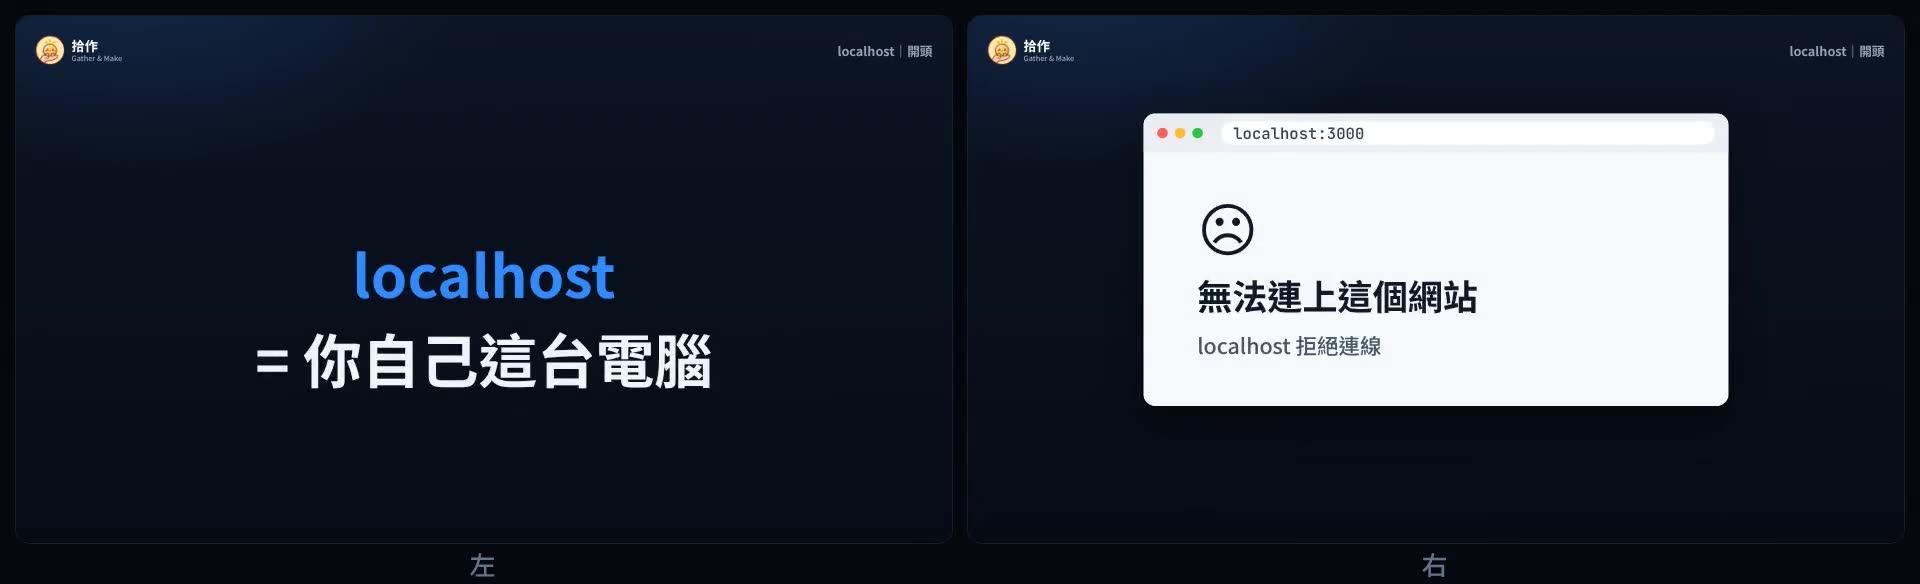 拾作
Gather & Make
localhost｜開頭
localhost
= 你自己這台電腦
左
拾作
Gather & Make
localhost｜開頭
localhost:3000
無法連上這個網站
localhost 拒絕連線
右